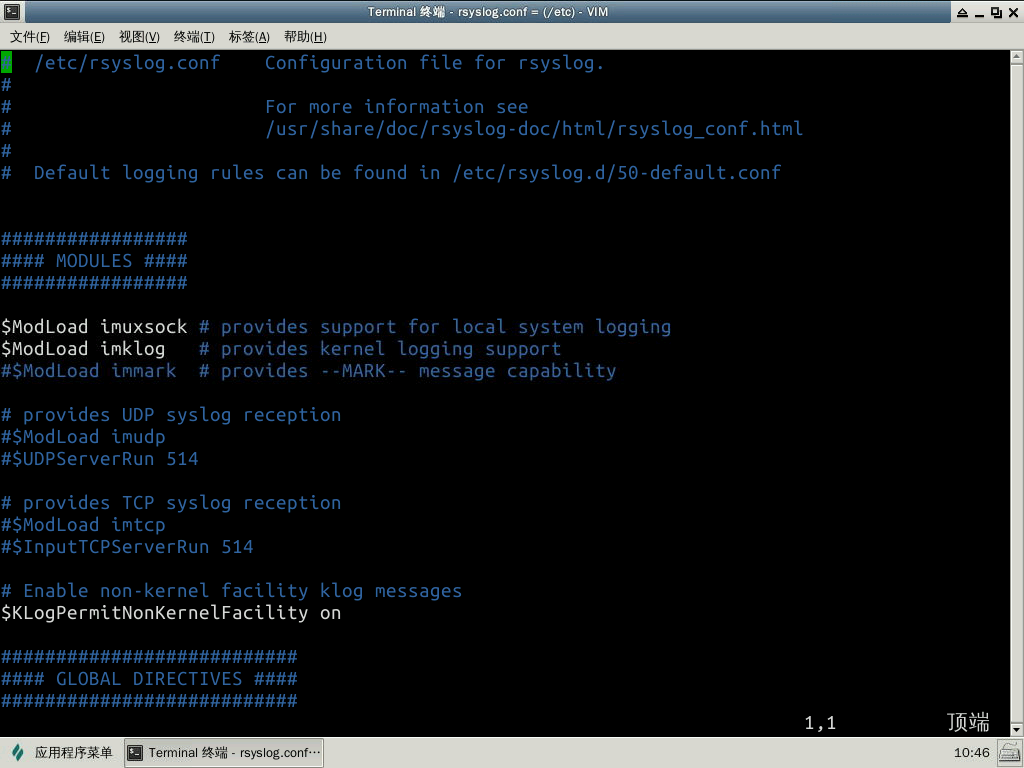 Terminal 终端 - rsyslog.conf = (/etc) - VIM
文件(F) 编辑(E) 视图(V) 终端(T) 标签(A) 帮助(H)
#  /etc/rsyslog.conf    Configuration file for rsyslog.
#
#                       For more information see
#                       /usr/share/doc/rsyslog-doc/html/rsyslog_conf.html
#
#  Default logging rules can be found in /etc/rsyslog.d/50-default.conf
#################
#### MODULES ####
#################
$ModLoad imuxsock # provides support for local system logging
$ModLoad imklog   # provides kernel logging support
#$ModLoad immark  # provides --MARK-- message capability
# provides UDP syslog reception
#$ModLoad imudp
#$UDPServerRun 514
# provides TCP syslog reception
#$ModLoad imtcp
#$InputTCPServerRun 514
# Enable non-kernel facility klog messages
$KLogPermitNonKernelFacility on
###########################
#### GLOBAL DIRECTIVES ####
###########################
1,1 顶端
应用程序菜单 Terminal 终端 - rsyslog.conf… 10:46